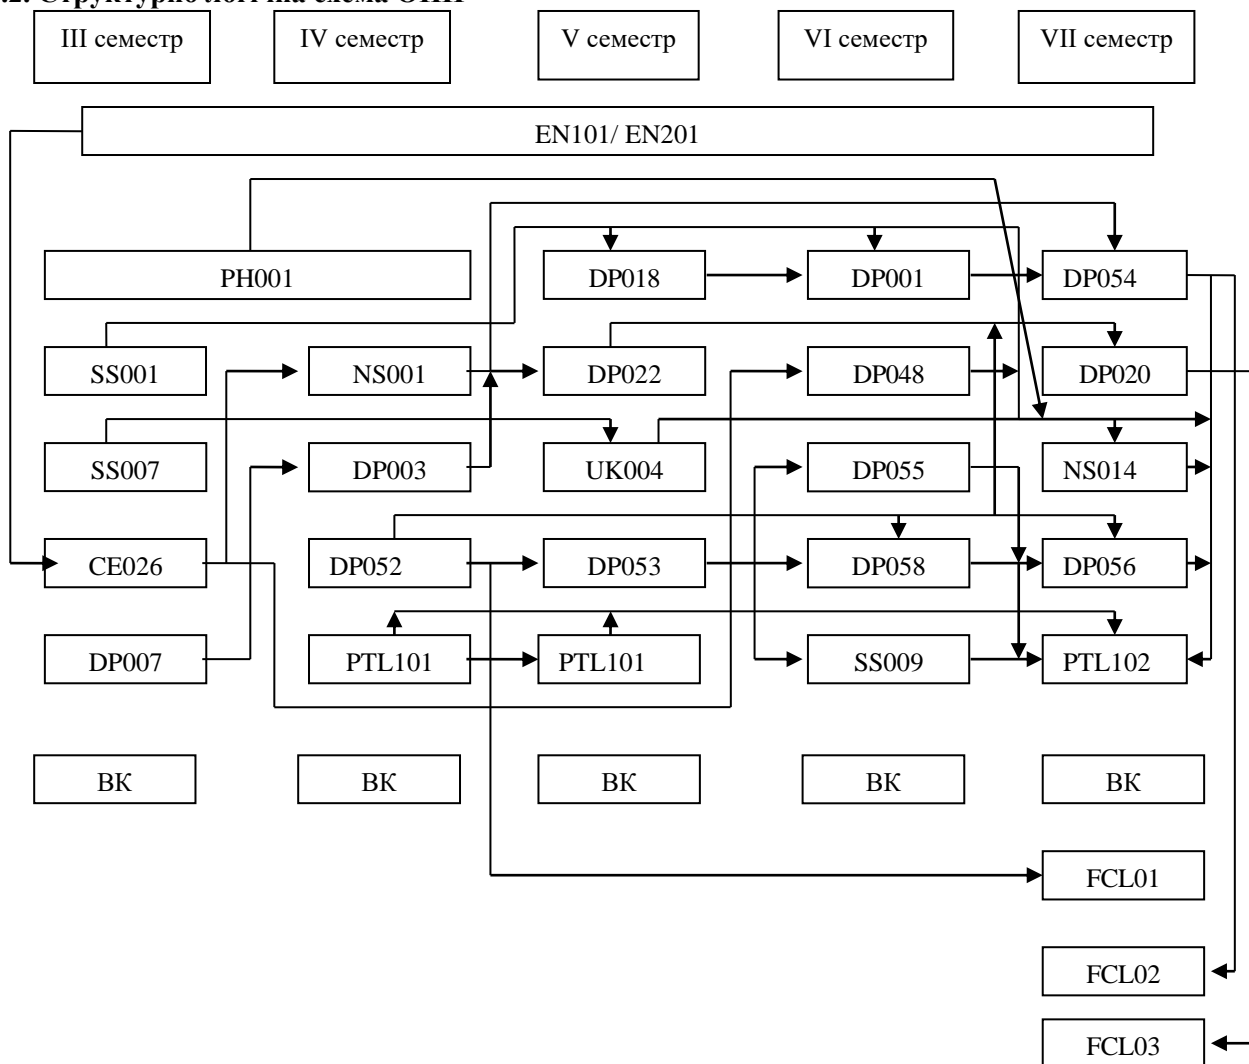 III семестр IV семестр V семестр VI семестр VII семестр
EN101/ EN201
PH001 DP018 DP001 DP054
SS001 NS001 DP022 DP048 DP020
SS007 DP003 UK004 DP055 NS014
CE026 DP052 DP053 DP058 DP056
DP007 PTL101 PTL101 SS009 PTL102
ВК ВК ВК ВК ВК
FCL01
FCL02
FCL03